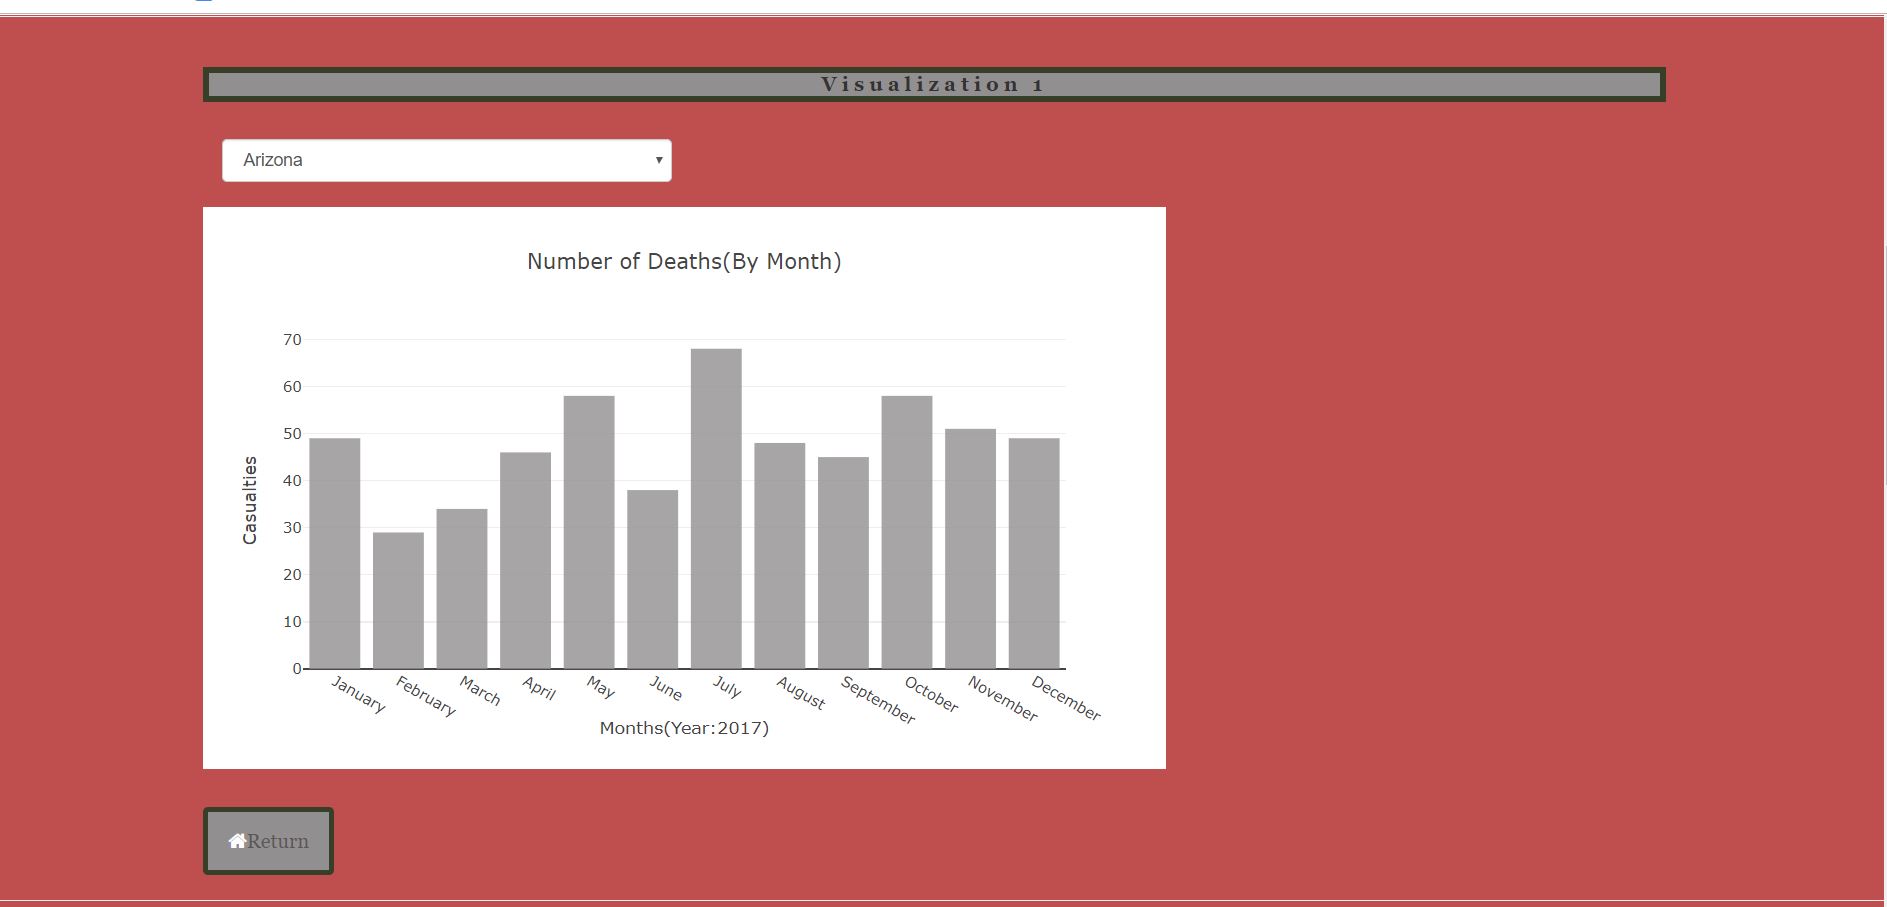 Visualization 1
Arizona
Number of Deaths(By Month)
70
60
50
40
30
20
10
0
Casualties
January February March April May June July August September October November December
Months(Year:2017)
Return